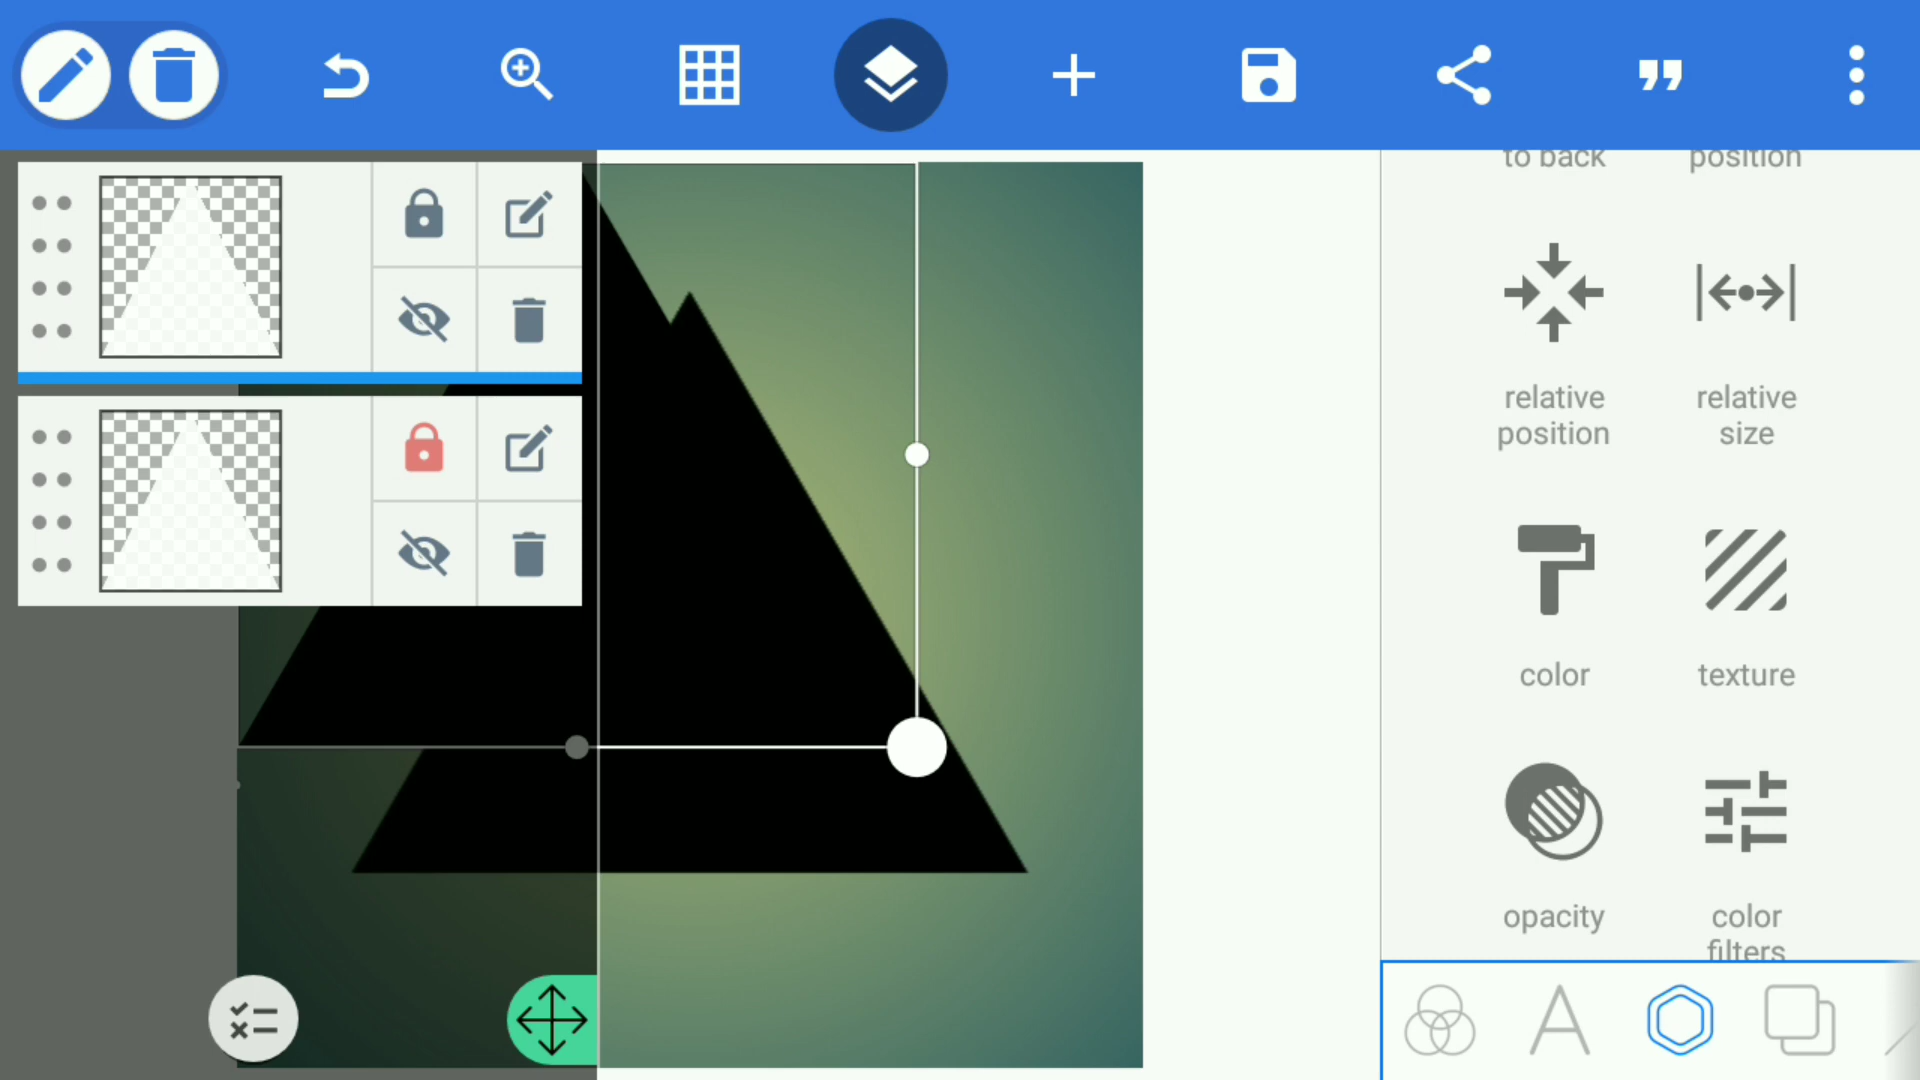 to back
position
relative
position
relative
size
color
texture
opacity
color
filters